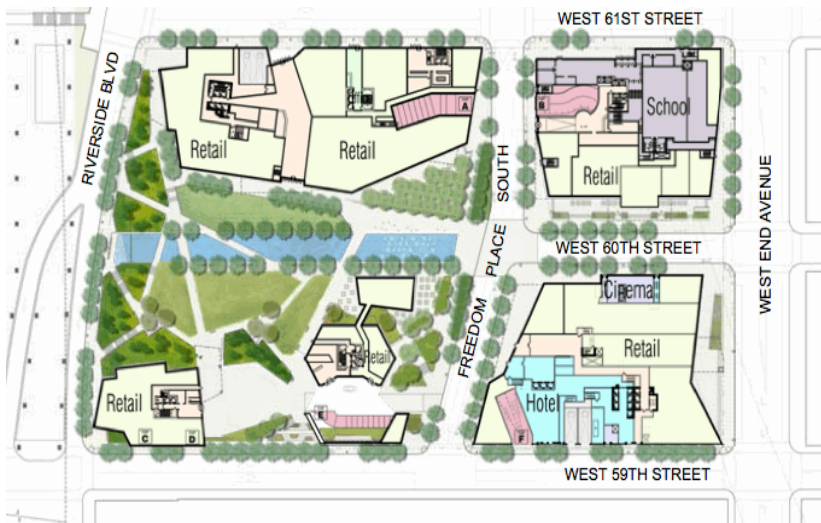 WEST 61ST STREET
RIVERSIDE BLVD
A
B
School
Retail
Retail
Retail
SOUTH
PLACE
FREEDOM
WEST 60TH STREET
WEST END AVENUE
Cinema
Retail
Retail
Retail
Hotel
C
D
E
F
WEST 59TH STREET